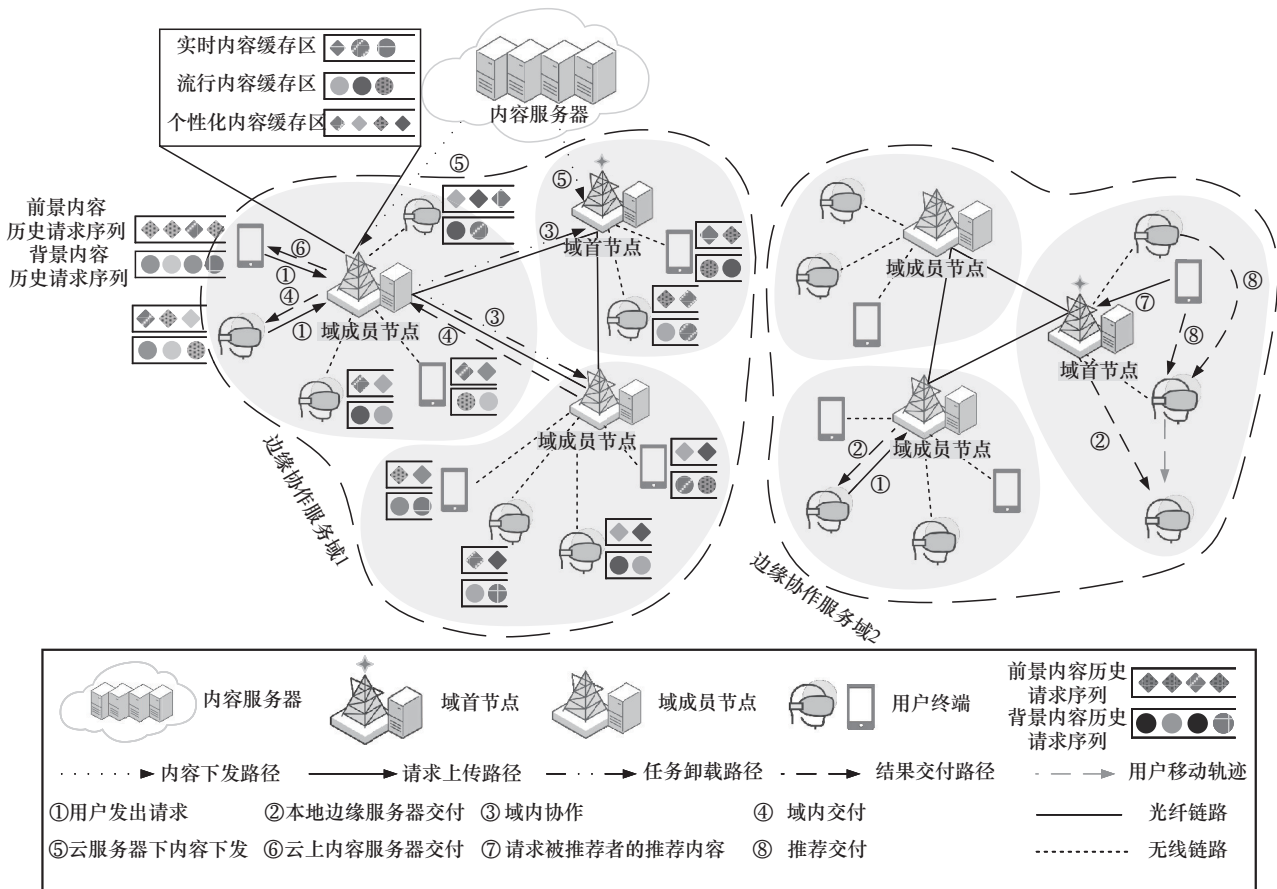 实时内容缓存区
流行内容缓存区
个性化内容缓存区
内容服务器
前景内容
历史请求序列
背景内容
历史请求序列
⑤
⑤
⑥
①
④
①
③
③
④
域首节点
域成员节点
域成员节点
边缘协作服务域1
域成员节点
域首节点
域成员节点
⑦
⑧
⑧
②
②
①
边缘协作服务域2
内容服务器
域首节点
域成员节点
用户终端
前景内容历史
请求序列
背景内容历史
请求序列
内容下发路径
请求上传路径
任务卸载路径
结果交付路径
用户移动轨迹
①用户发出请求
②本地边缘服务器交付
③ 域内协作
④ 域内交付
光纤链路
⑤云服务器下内容下发
⑥云上内容服务器交付
⑦ 请求被推荐者的推荐内容
⑧ 推荐交付
无线链路